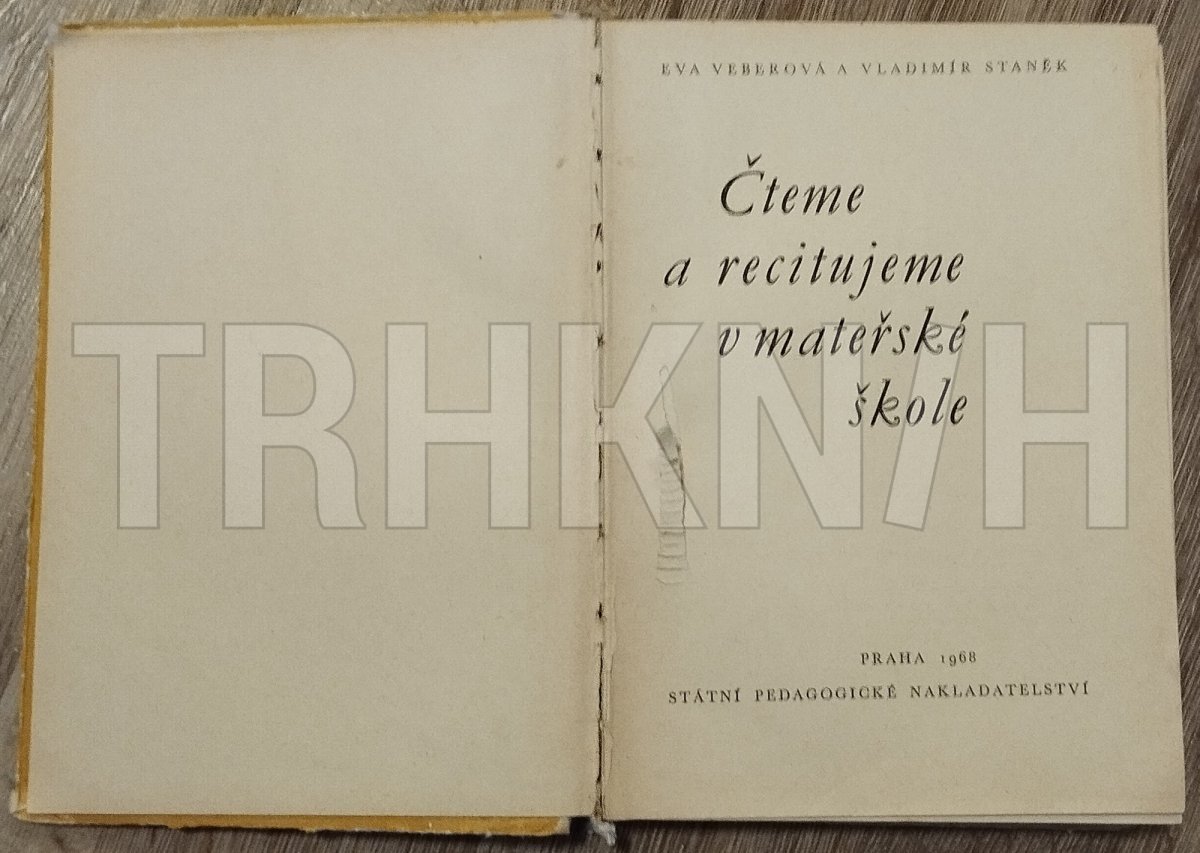 EVA VEBEROVÁ A VLADIMÍR STANĚK
Čteme
a recitujeme
v mateřské
škole
TRHKNIH
PRAHA 1968
STÁTNÍ PEDAGOGICKÉ NAKLADATELSTVÍ